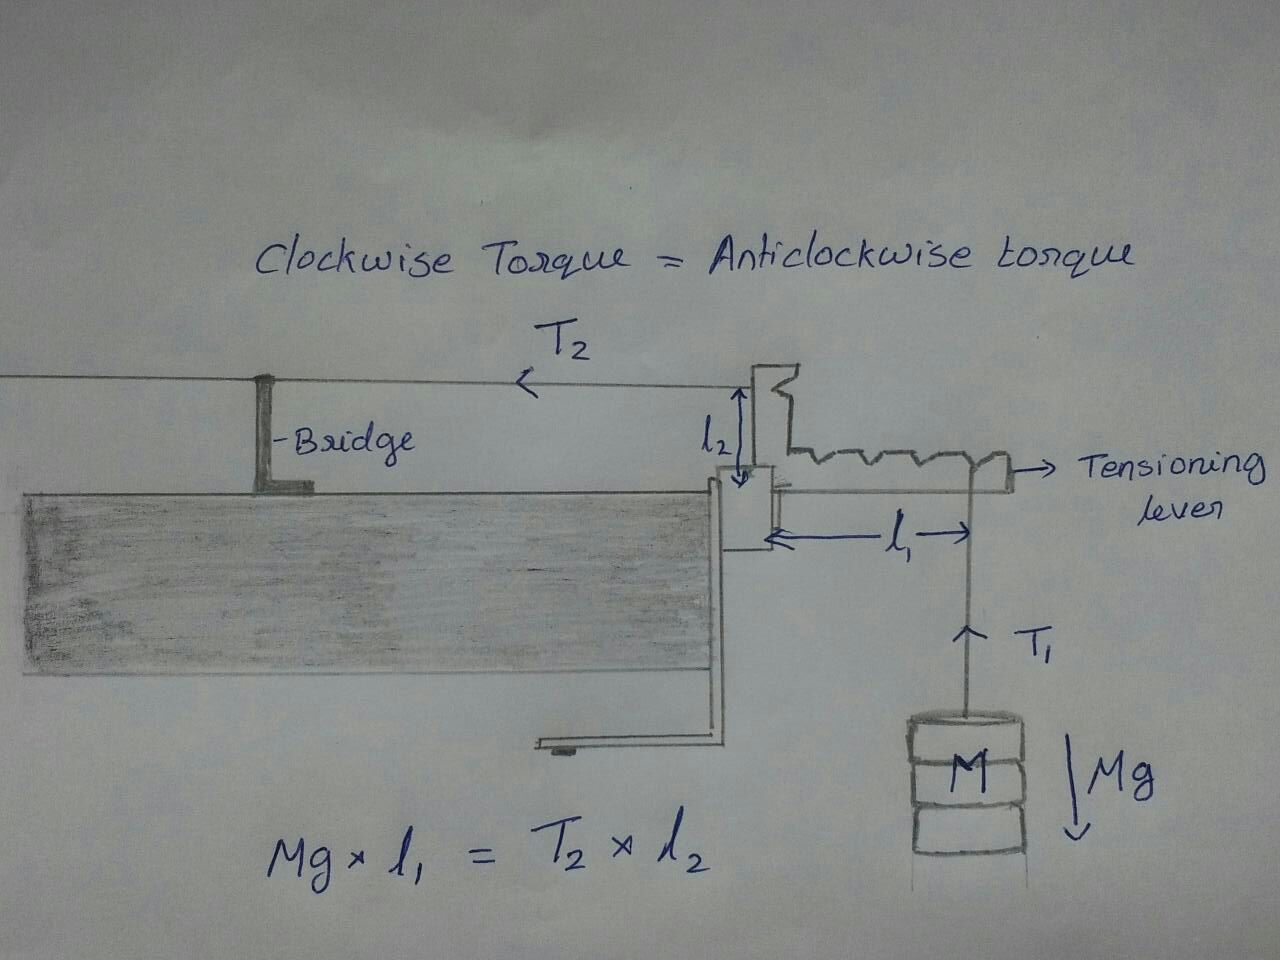 Clockwise Torque = Anticlockwise torque
T₂
Bridge
l₂
Tensioning
lever
l₁
T₁
M
Mg
Mg × l₁ = T₂ × l₂